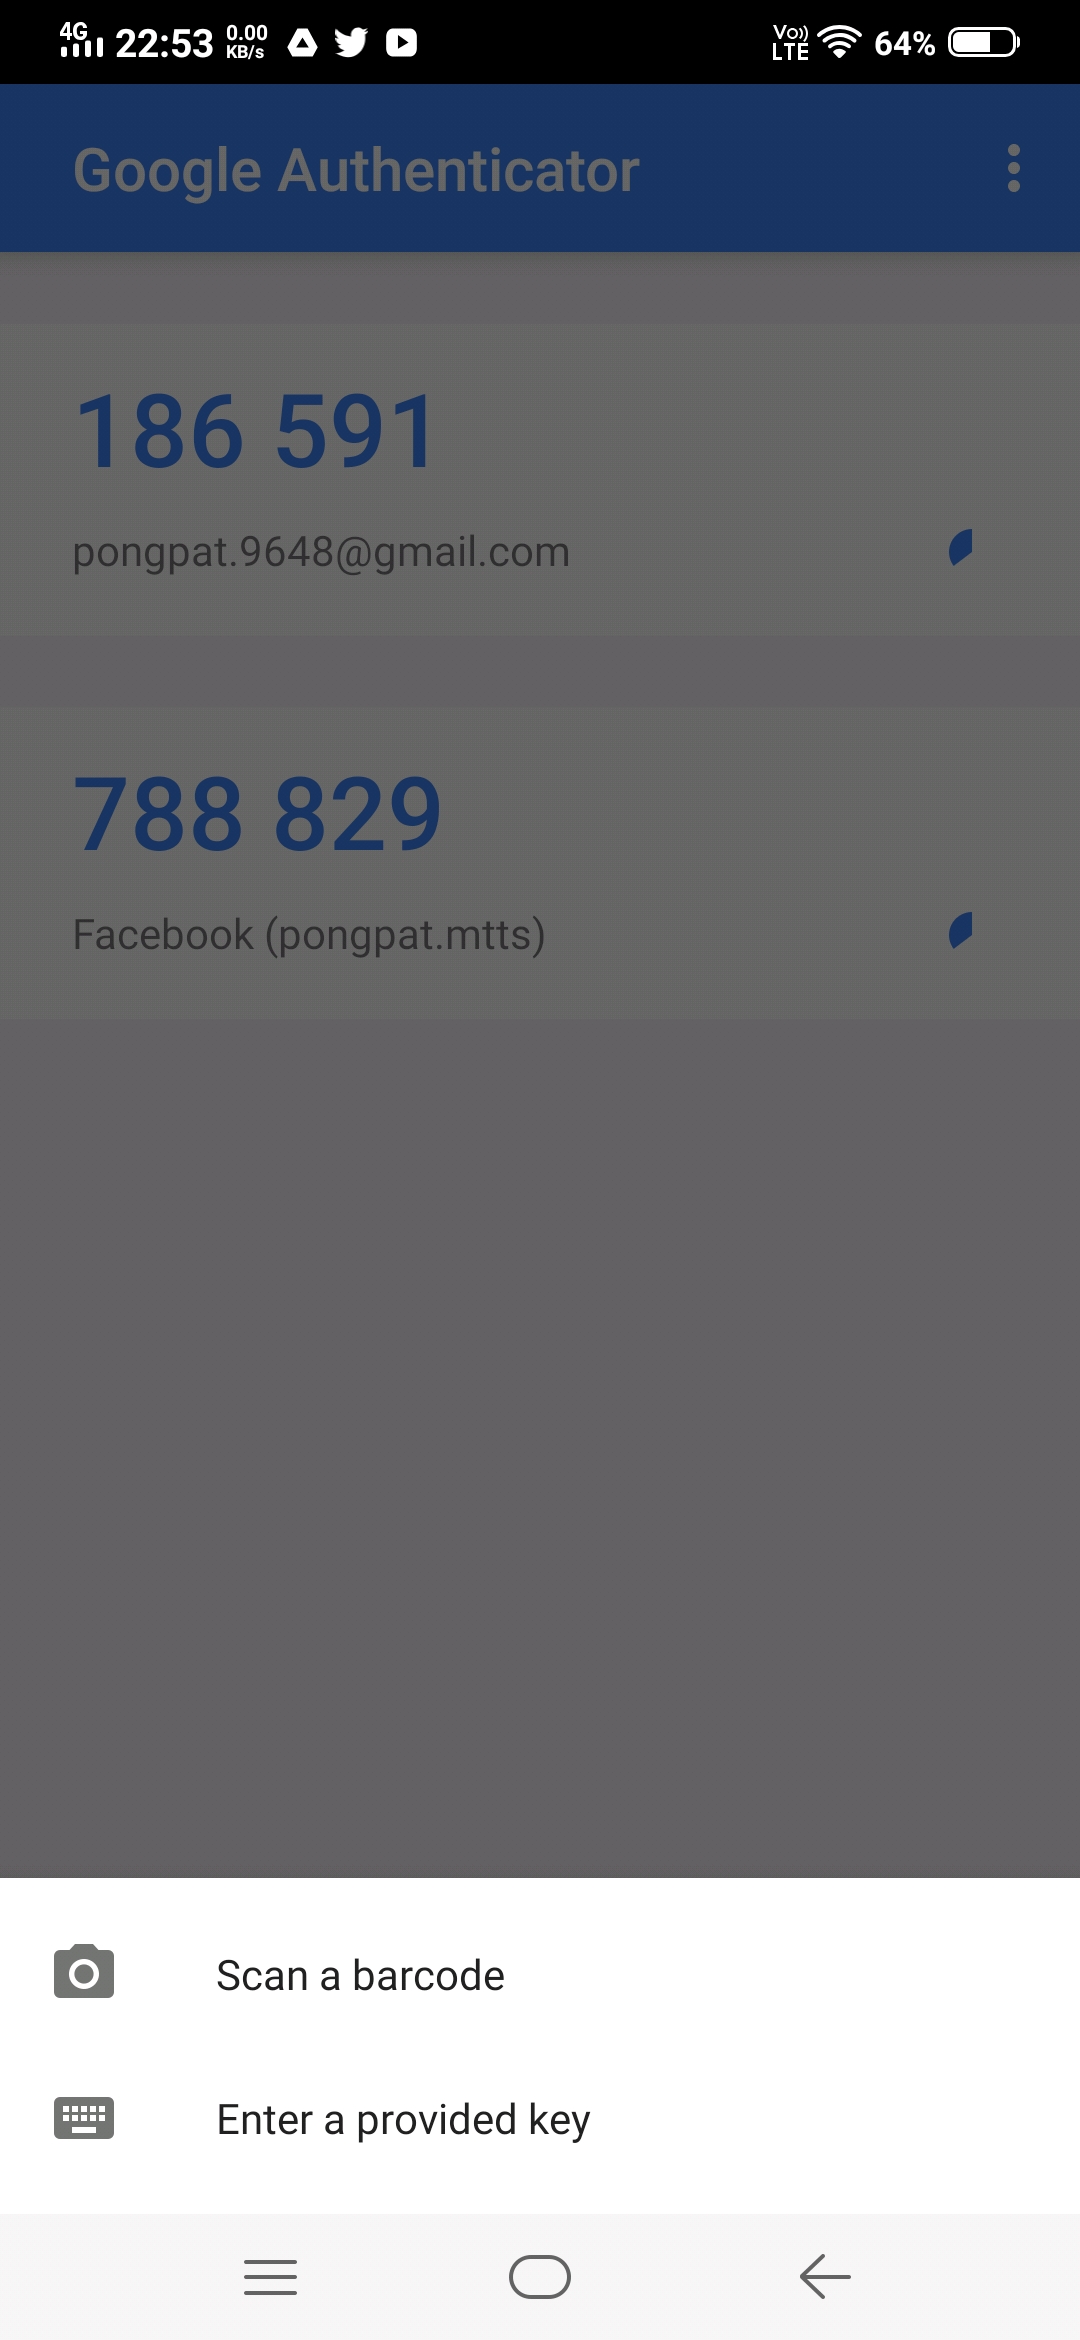 4G 22:53 0.00 KB/s Vo)) LTE 64%
Google Authenticator
186 591
pongpat.9648@gmail.com
788 829
Facebook (pongpat.mtts)
Scan a barcode
Enter a provided key